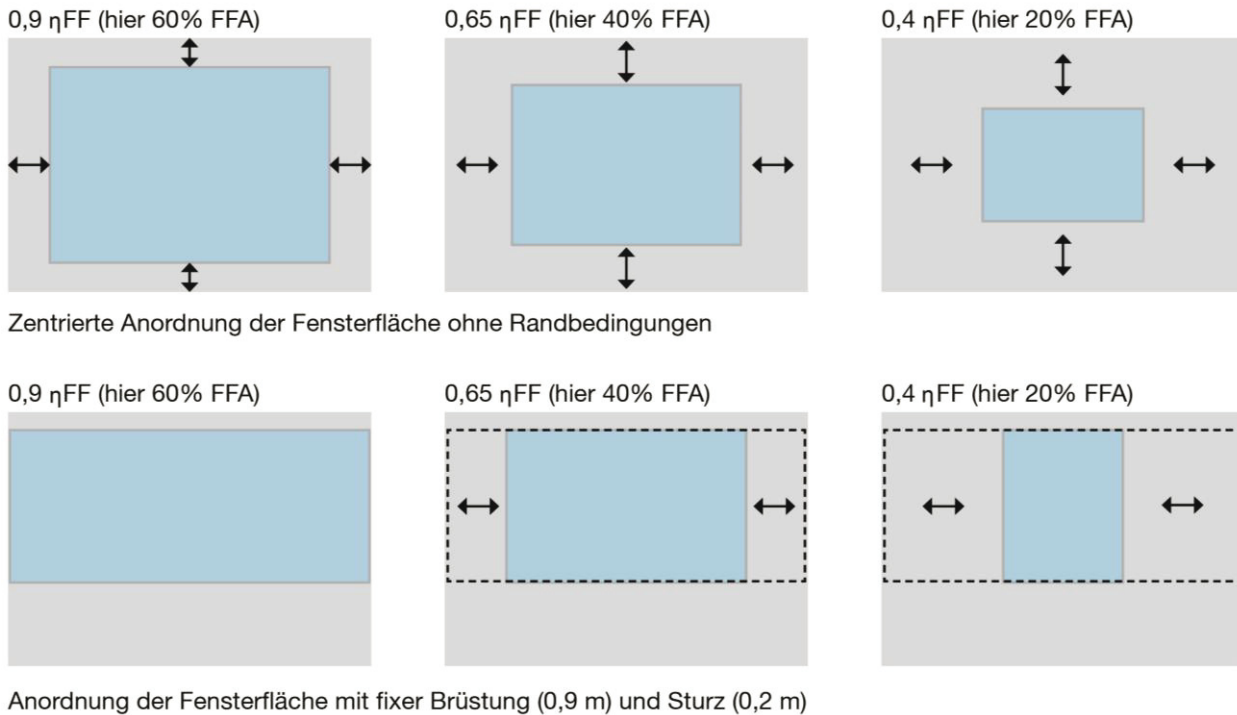 0,9 ηFF (hier 60% FFA)
0,65 ηFF (hier 40% FFA)
0,4 ηFF (hier 20% FFA)
Zentrierte Anordnung der Fensterfläche ohne Randbedingungen
0,9 ηFF (hier 60% FFA)
0,65 ηFF (hier 40% FFA)
0,4 ηFF (hier 20% FFA)
Anordnung der Fensterfläche mit fixer Brüstung (0,9 m) und Sturz (0,2 m)